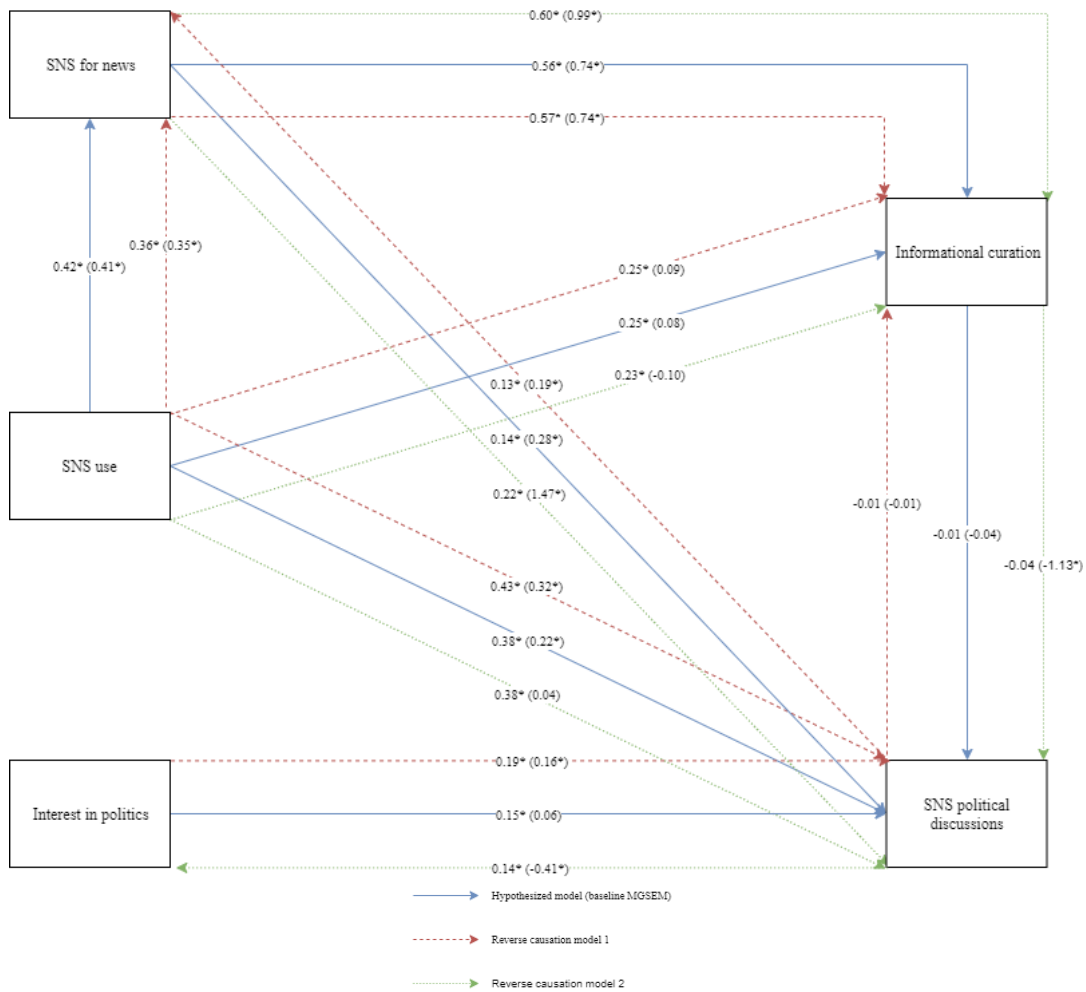 0.60* (0.99*)
SNS for news
0.56* (0.74*)
0.57* (0.74*)
0.36* (0.35*)
Informational curation
0.42* (0.41*)
0.25* (0.09)
0.25* (0.08)
0.23* (-0.10)
0.13* (0.19*)
0.14* (0.28*)
SNS use
0.22* (1.47*)
-0.01 (-0.01)
-0.01 (-0.04)
-0.04 (-1.13*)
0.43* (0.32*)
0.38* (0.22*)
0.38* (0.04)
0.19* (0.16*)
Interest in politics
0.15* (0.06)
SNS political
discussions
0.14* (-0.41*)
Hypothesized model (baseline MGSEM)
Reverse causation model 1
Reverse causation model 2